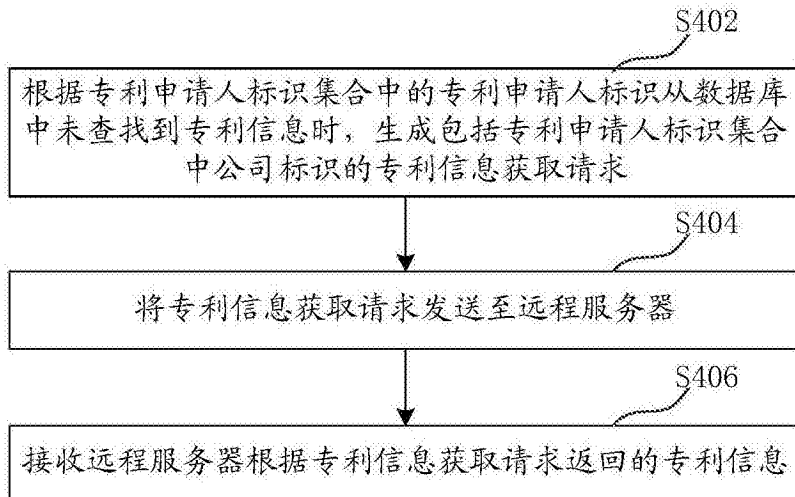 S402
根据专利申请人标识集合中的专利申请人标识从数据库
中未查找到专利信息时，生成包括专利申请人标识集合
中公司标识的专利信息获取请求
S404
将专利信息获取请求发送至远程服务器
S406
接收远程服务器根据专利信息获取请求返回的专利信息